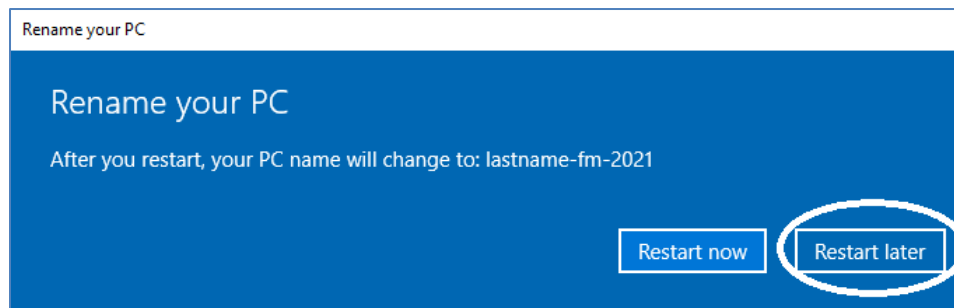 Rename your PC
Rename your PC
After you restart, your PC name will change to: lastname-fm-2021
Restart now
Restart later